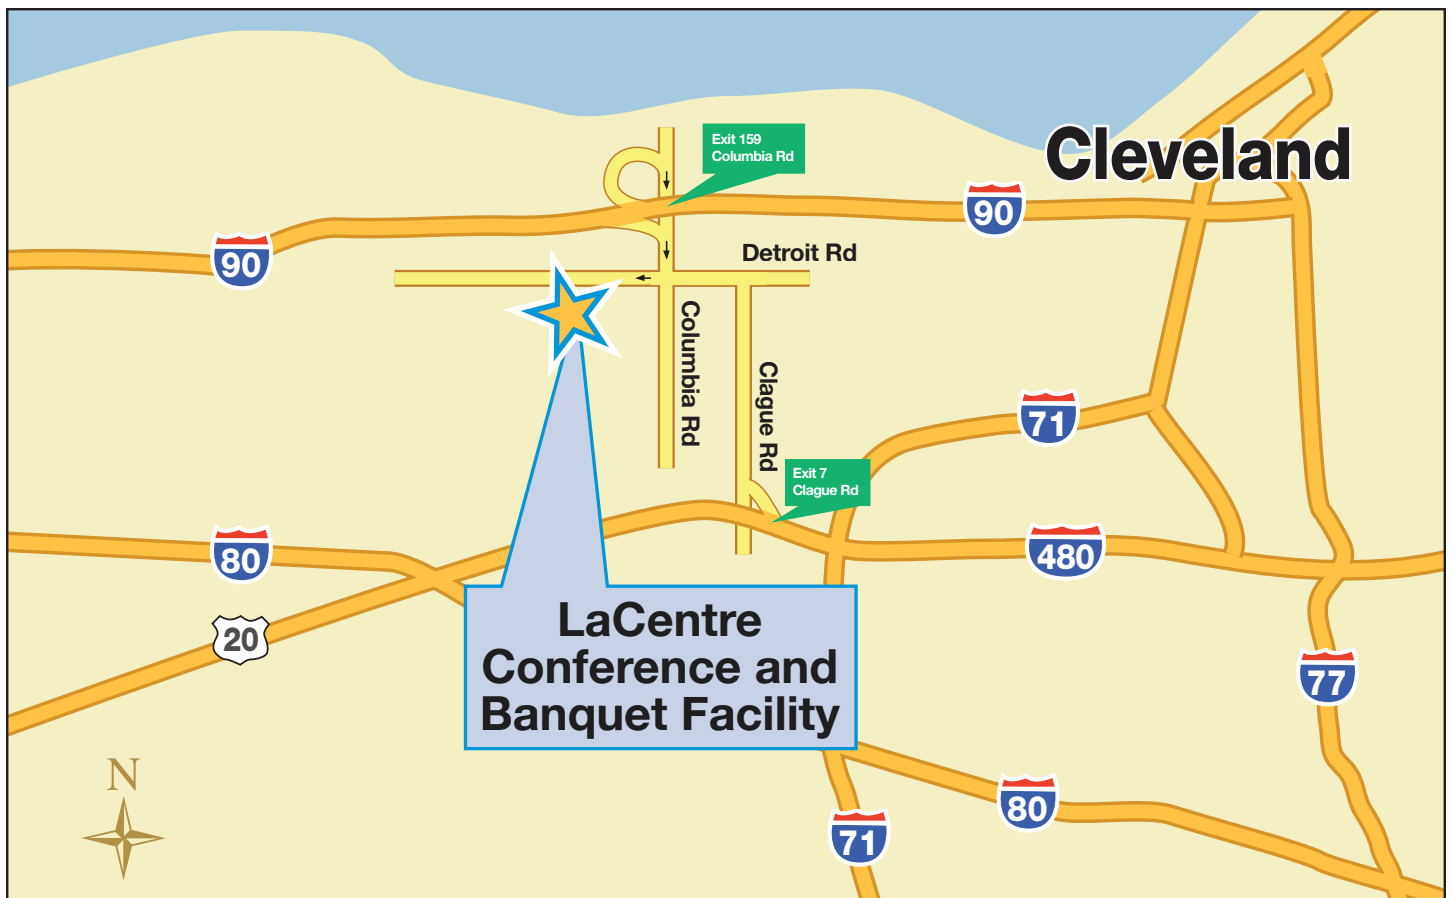 Exit 159
Columbia Rd
Cleveland
90
90
Detroit Rd
Columbia Rd
Clague Rd
71
Exit 7
Clague Rd
80
480
20
LaCentre
Conference and
Banquet Facility
77
N
80
71